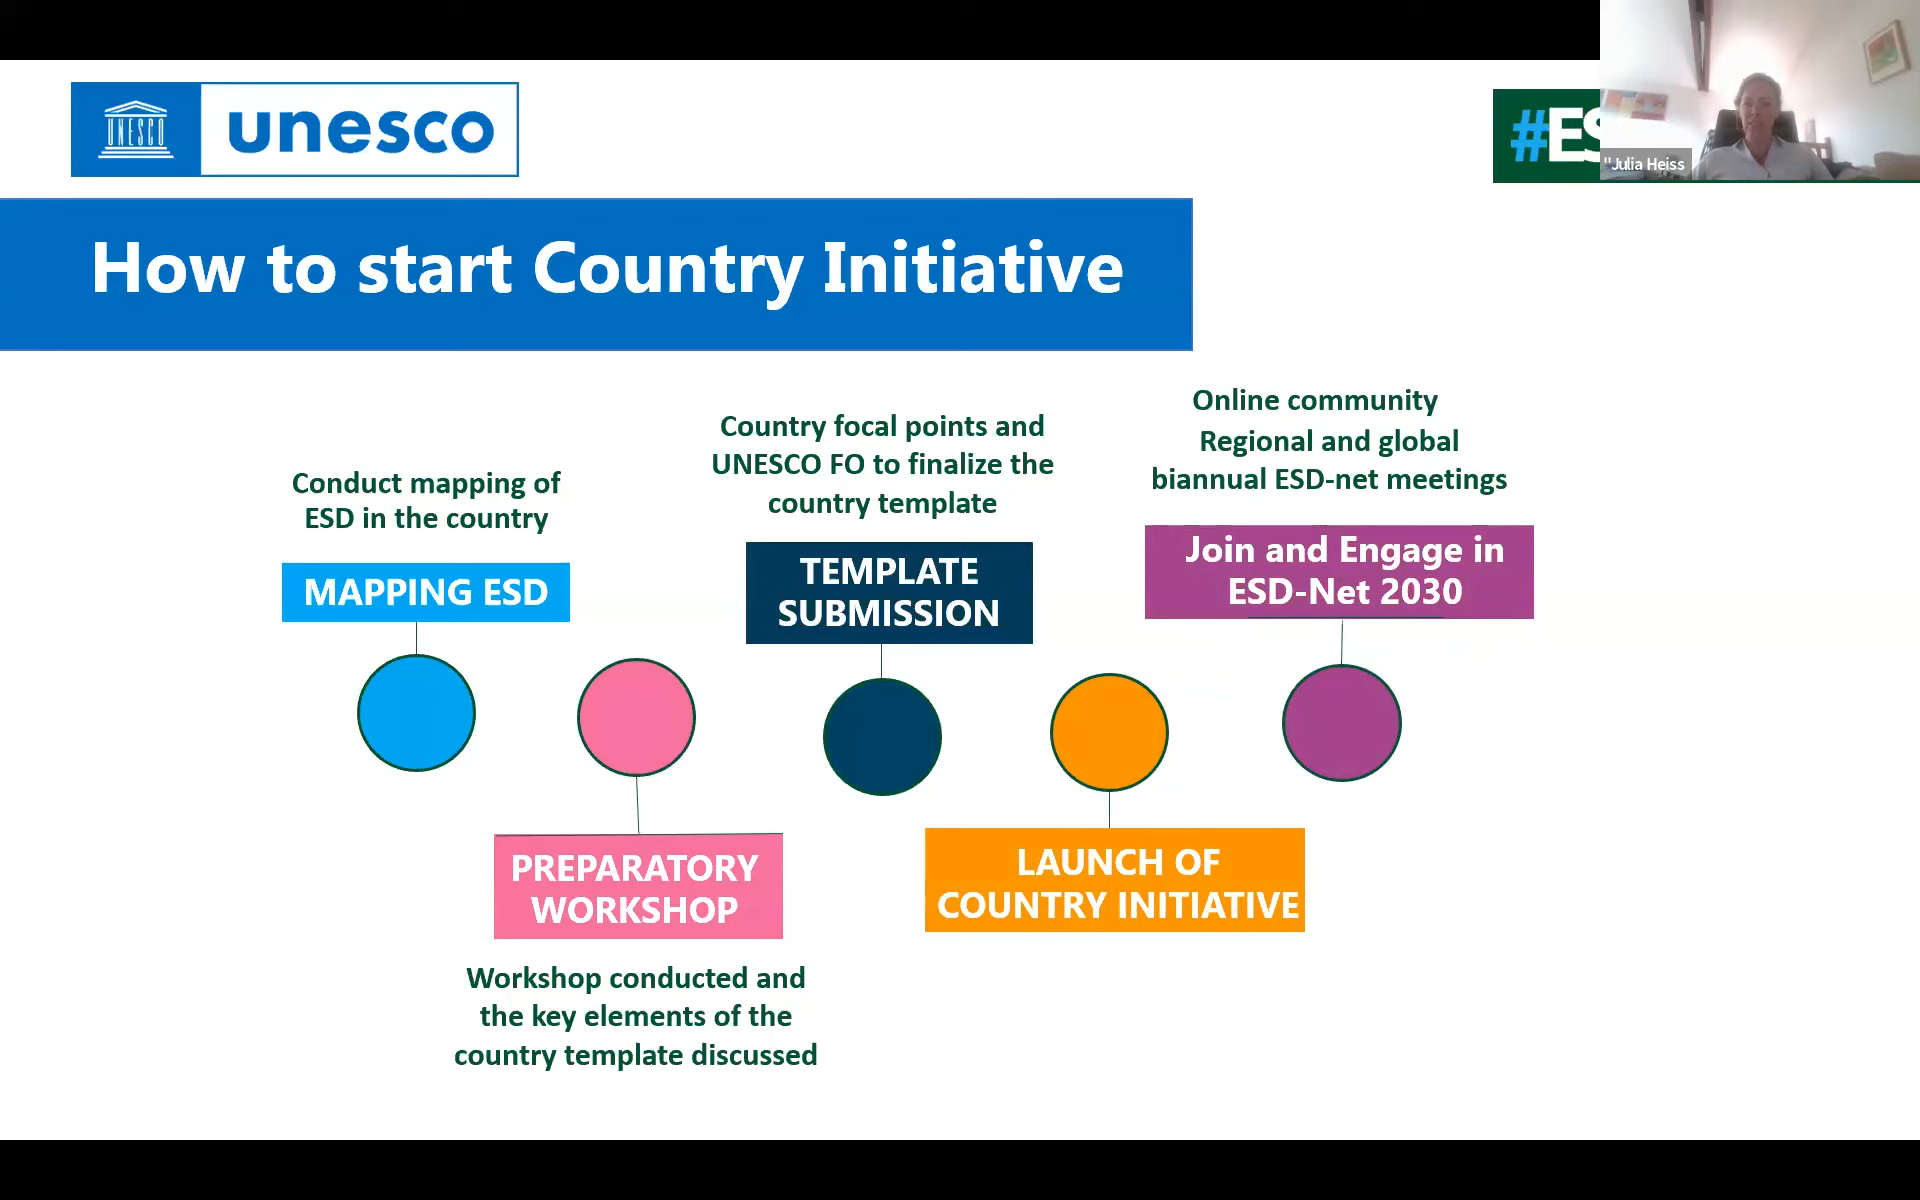 UNESCO
unesco
#ES
"Julia Heiss
How to start Country Initiative
Conduct mapping of
ESD in the country
MAPPING ESD
PREPARATORY
WORKSHOP
Workshop conducted and
the key elements of the
country template discussed
Country focal points and
UNESCO FO to finalize the
country template
TEMPLATE
SUBMISSION
LAUNCH OF
COUNTRY INITIATIVE
Online community
Regional and global
biannual ESD-net meetings
Join and Engage in
ESD-Net 2030